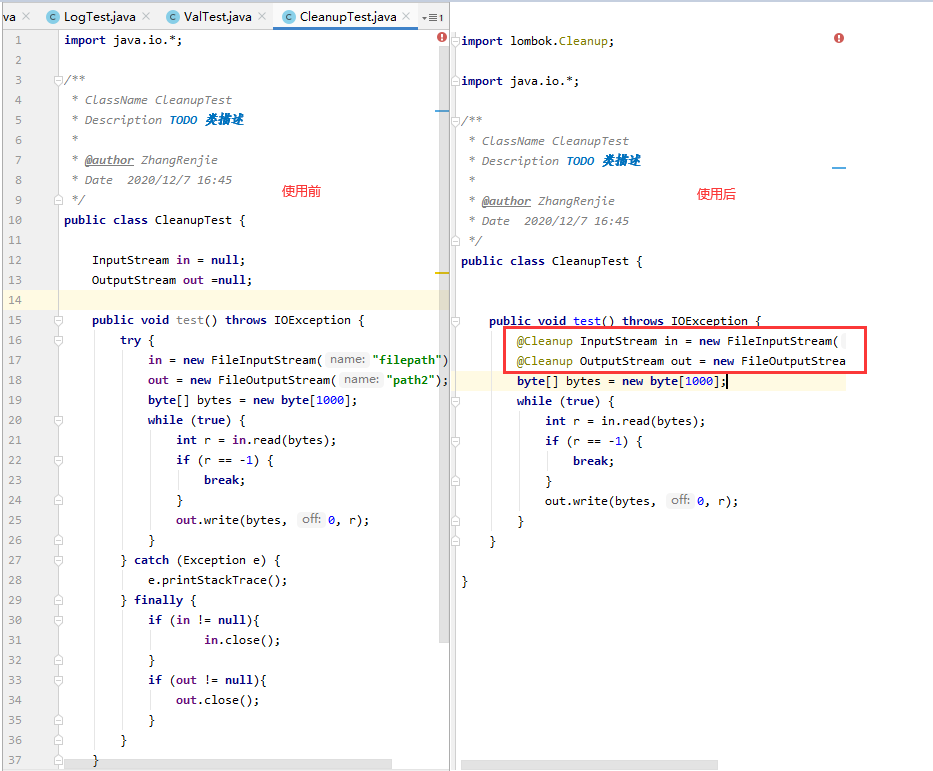 va
LogTest.java
ValTest.java
CleanupTest.java
1
1 import java.io.*;
2
3 /**
4 * ClassName CleanupTest
5 * Description TODO 类描述
6 *
7 * @author ZhangRenjie
8 * Date 2020/12/7 16:45
9 */
10 public class CleanupTest {
11
12 InputStream in = null;
13 OutputStream out =null;
14
15 public void test() throws IOException {
16 try {
17 in = new FileInputStream( name: "filepath")
18 out = new FileOutputStream( name: "path2");
19 byte[] bytes = new byte[1000];
20 while (true) {
21 int r = in.read(bytes);
22 if (r == -1) {
23 break;
24 }
25 out.write(bytes, off: 0, r);
26 }
27 } catch (Exception e) {
28 e.printStackTrace();
29 } finally {
30 if (in != null){
31 in.close();
32 }
33 if (out != null){
34 out.close();
35 }
36 }
37 }
使用前
import lombok.Cleanup;
import java.io.*;
/**
* ClassName CleanupTest
* Description TODO 类描述
*
* @author ZhangRenjie
* Date 2020/12/7 16:45
*/
public class CleanupTest {
public void test() throws IOException {
@Cleanup InputStream in = new FileInputStream(
@Cleanup OutputStream out = new FileOutputStrea
byte[] bytes = new byte[1000];
while (true) {
int r = in.read(bytes);
if (r == -1) {
break;
}
out.write(bytes, off: 0, r);
}
}
}
使用后